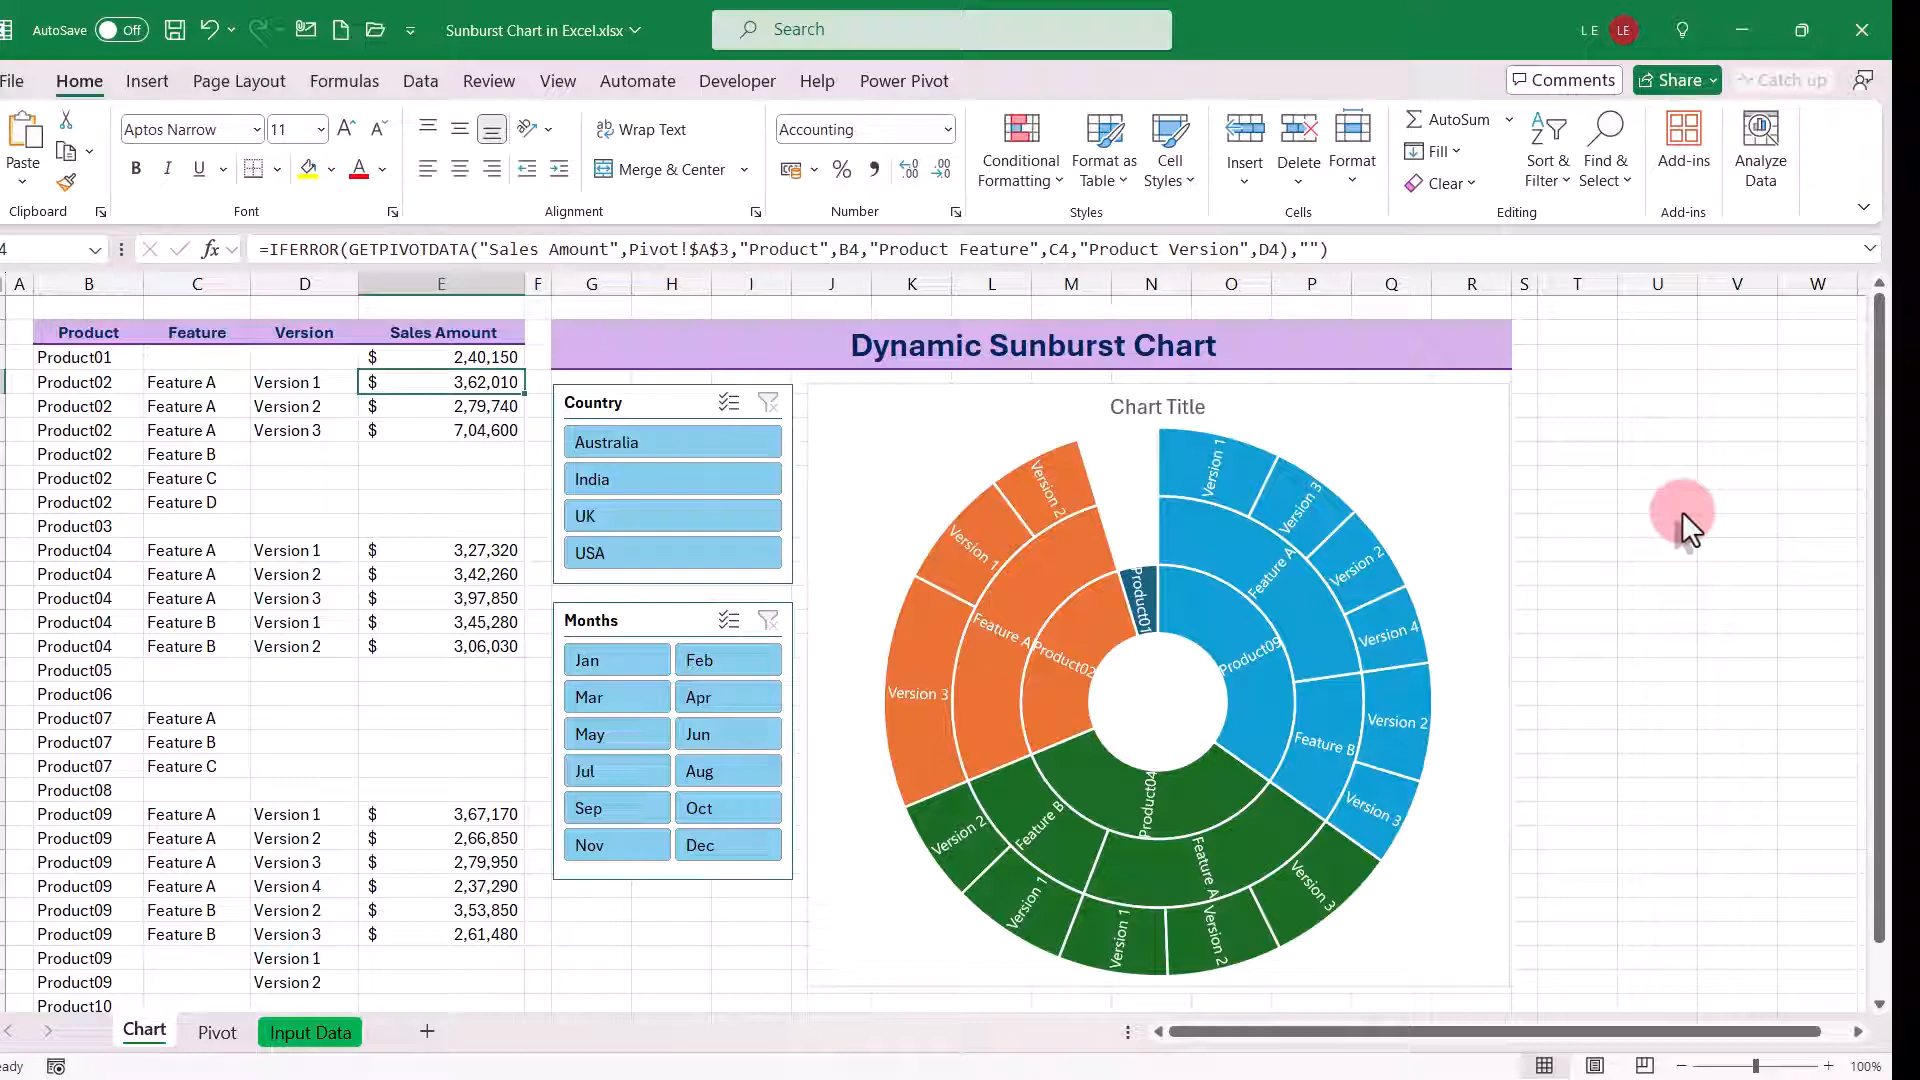 AutoSave Off Sunburst Chart in Excel.xlsx Search L E LE
File Home Insert Page Layout Formulas Data Review View Automate Developer Help Power Pivot Comments Share Catch up
Paste
Aptos Narrow 11
B I U
Wrap Text
Merge & Center
Accounting
Conditional Formatting
Format as Table
Cell Styles
Insert Delete Format
AutoSum
Fill
Clear
Sort & Filter
Find & Select
Add-ins
Analyze Data
Clipboard Font Alignment Number Styles Cells Editing Add-ins
4 fx =IFERROR(GETPIVOTDATA("Sales Amount",Pivot!$A$3,"Product",B4,"Product Feature",C4,"Product Version",D4),"")
A B C D E F G H I J K L M N O P Q R S T U V W
Product Feature Version Sales Amount
Product01 $ 2,40,150
Product02 Feature A Version 1 $ 3,62,010
Product02 Feature A Version 2 $ 2,79,740
Product02 Feature A Version 3 $ 7,04,600
Product02 Feature B
Product02 Feature C
Product02 Feature D
Product03
Product04 Feature A Version 1 $ 3,27,320
Product04 Feature A Version 2 $ 3,42,260
Product04 Feature A Version 3 $ 3,97,850
Product04 Feature B Version 1 $ 3,45,280
Product04 Feature B Version 2 $ 3,06,030
Product05
Product06
Product07 Feature A
Product07 Feature B
Product07 Feature C
Product08
Product09 Feature A Version 1 $ 3,67,170
Product09 Feature A Version 2 $ 2,66,850
Product09 Feature A Version 3 $ 2,79,950
Product09 Feature A Version 4 $ 2,37,290
Product09 Feature B Version 2 $ 3,53,850
Product09 Feature B Version 3 $ 2,61,480
Product09 Version 1
Product09 Version 2
Product10
Dynamic Sunburst Chart
Country
Australia
India
UK
USA
Months
Jan Feb
Mar Apr
May Jun
Jul Aug
Sep Oct
Nov Dec
Chart Title
Product09
Feature A
Version 1
Version 3
Version 2
Version 4
Feature B
Version 2
Version 3
Product04
Feature A
Version 3
Version 2
Version 1
Feature B
Version 1
Version 2
Product02
Feature A
Version 3
Version 1
Version 2
Product01
Chart Pivot Input Data
eady 100%